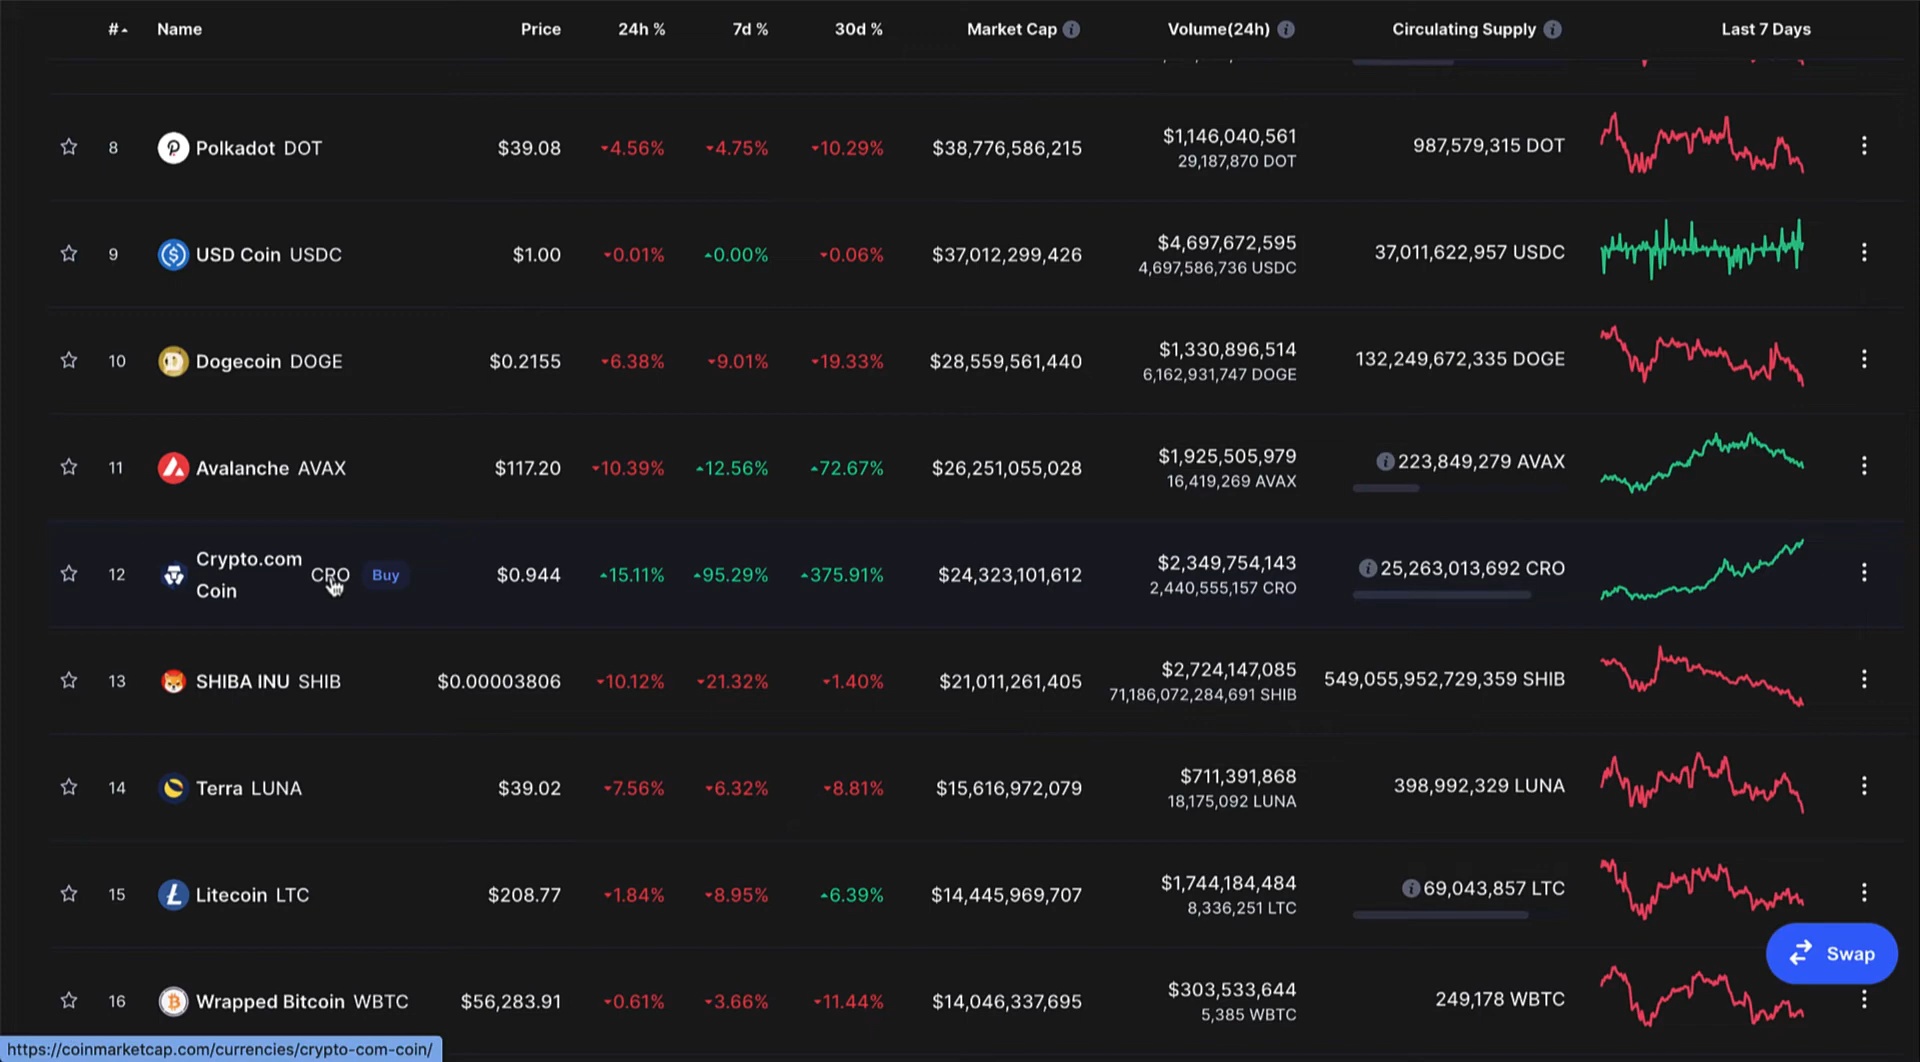 # Name Price 24h % 7d % 30d % Market Cap Volume(24h) Circulating Supply Last 7 Days
8 Polkadot DOT $39.08 4.56% 4.75% 10.29% $38,776,586,215 $1,146,040,561 987,579,315 DOT
29,187,870 DOT
9 USD Coin USDC $1.00 0.01% 0.00% 0.06% $37,012,299,426 $4,697,672,595 37,011,622,957 USDC
4,697,586,736 USDC
10 Dogecoin DOGE $0.2155 6.38% 9.01% 19.33% $28,559,561,440 $1,330,896,514 132,249,672,335 DOGE
6,162,931,747 DOGE
11 Avalanche AVAX $117.20 10.39% 12.56% 72.67% $26,251,055,028 $1,925,505,979 223,849,279 AVAX
16,419,269 AVAX
12 Crypto.com Coin CRO Buy $0.944 15.11% 95.29% 375.91% $24,323,101,612 $2,349,754,143 25,263,013,692 CRO
2,440,555,157 CRO
13 SHIBA INU SHIB $0.00003806 10.12% 21.32% 1.40% $21,011,261,405 $2,724,147,085 549,055,952,729,359 SHIB
71,186,072,284,691 SHIB
14 Terra LUNA $39.02 7.56% 6.32% 8.81% $15,616,972,079 $711,391,868 398,992,329 LUNA
18,175,092 LUNA
15 Litecoin LTC $208.77 1.84% 8.95% 6.39% $14,445,969,707 $1,744,184,484 69,043,857 LTC
8,336,251 LTC
Swap
16 Wrapped Bitcoin WBTC $56,283.91 0.61% 3.66% 11.44% $14,046,337,695 $303,533,644 249,178 WBTC
5,385 WBTC
https://coinmarketcap.com/currencies/crypto-com-coin/